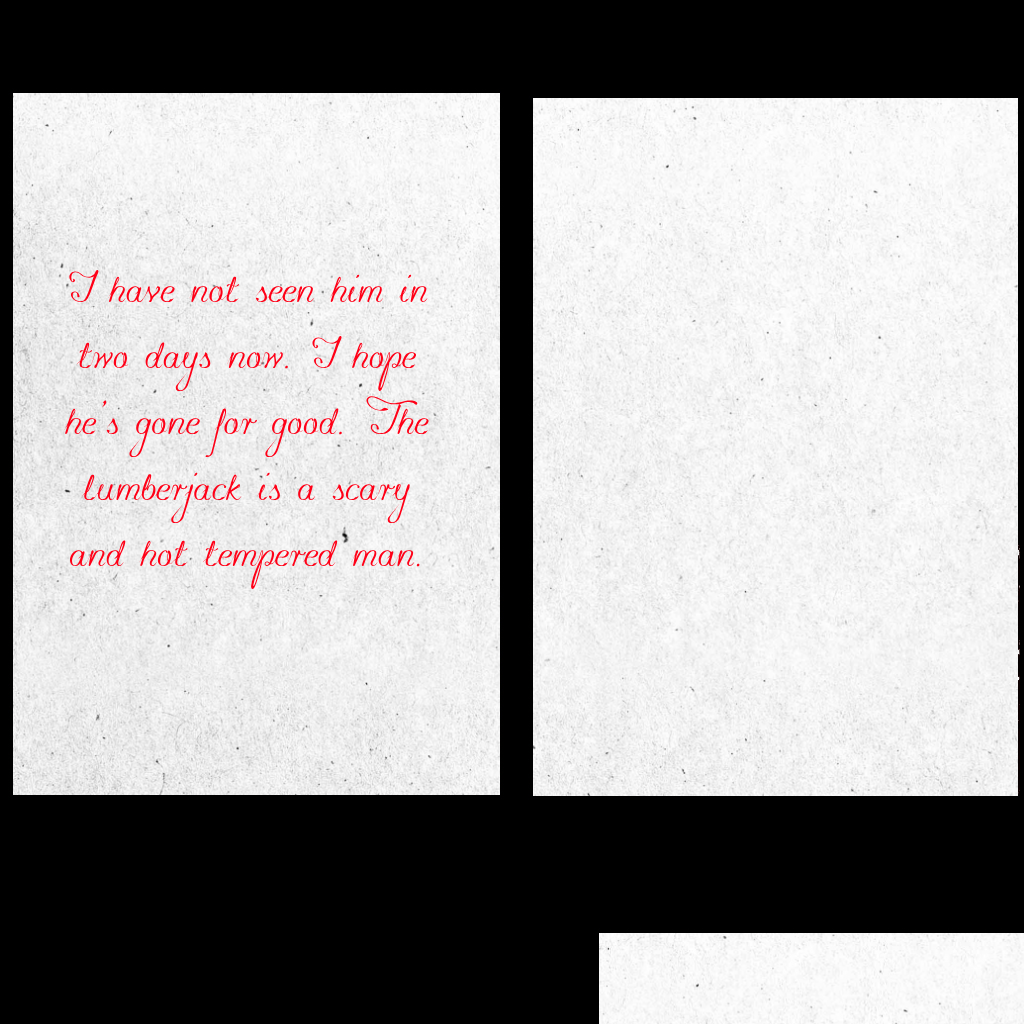 I have not seen him in
two days now. I hope
he's gone for good. The
lumberjack is a scary
and hot tempered man.